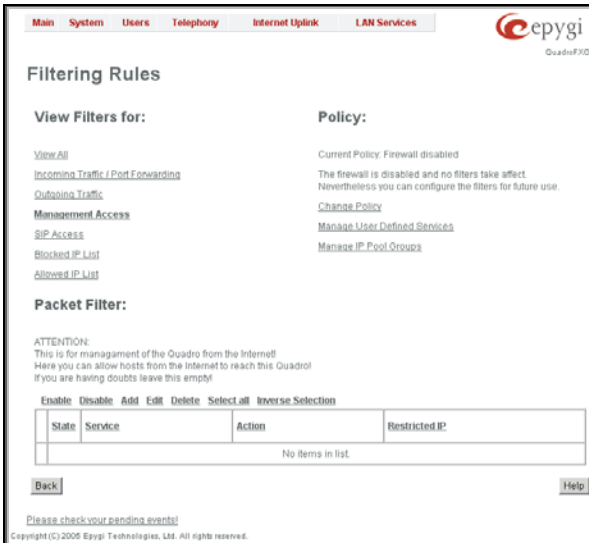 Main System Users Telephony Internet Uplink LAN Services
epygi
QuadroFXO
Filtering Rules
View Filters for:
View All
Incoming Traffic / Port Forwarding
Outgoing Traffic
Management Access
SIP Access
Blocked IP List
Allowed IP List
Policy:
Current Policy: Firewall disabled
The firewall is disabled and no filters take affect.
Nevertheless you can configure the filters for future use.
Change Policy
Manage User Defined Services
Manage IP Pool Groups
Packet Filter:
ATTENTION:
This is for managament of the Quadro from the Internet!
Here you can allow hosts from the Internet to reach this Quadro!
If you are having doubts leave this empty!
Enable Disable Add Edit Delete Select all Inverse Selection
State Service Action Restricted IP
No items in list.
Back Help
Please check your pending events!
Copyright (C) 2006 Epygi Technologies, Ltd. All rights reserved.